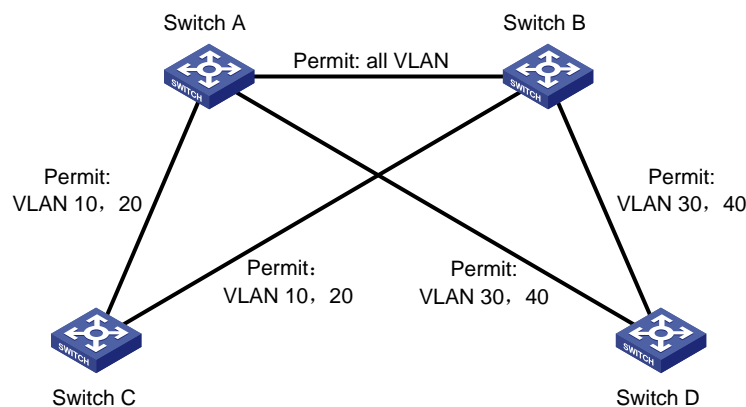 Switch A
Switch B
Permit: all VLAN
SWITCH
SWITCH
Permit:
VLAN 10，20
Permit:
VLAN 30，40
Permit：
VLAN 10，20
Permit:
VLAN 30，40
SWITCH
SWITCH
Switch C
Switch D